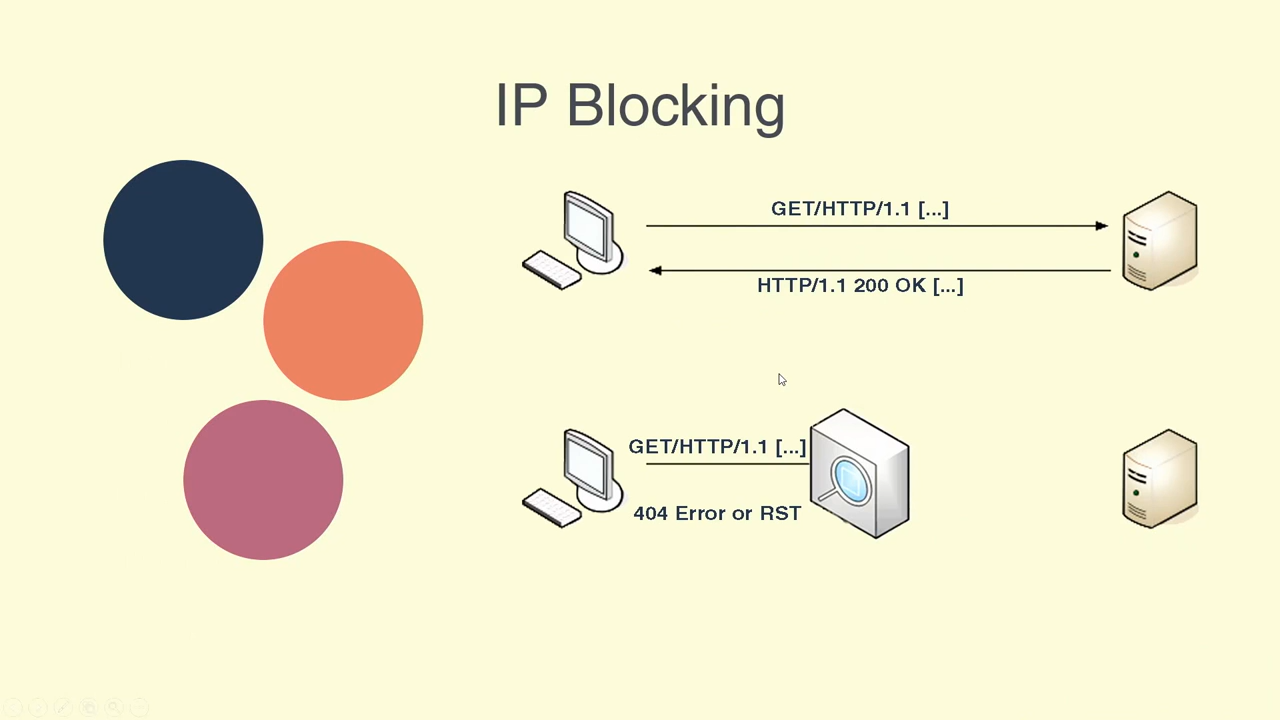 IP Blocking
GET/HTTP/1.1 [...]
HTTP/1.1 200 OK [...]
GET/HTTP/1.1 [...]
404 Error or RST